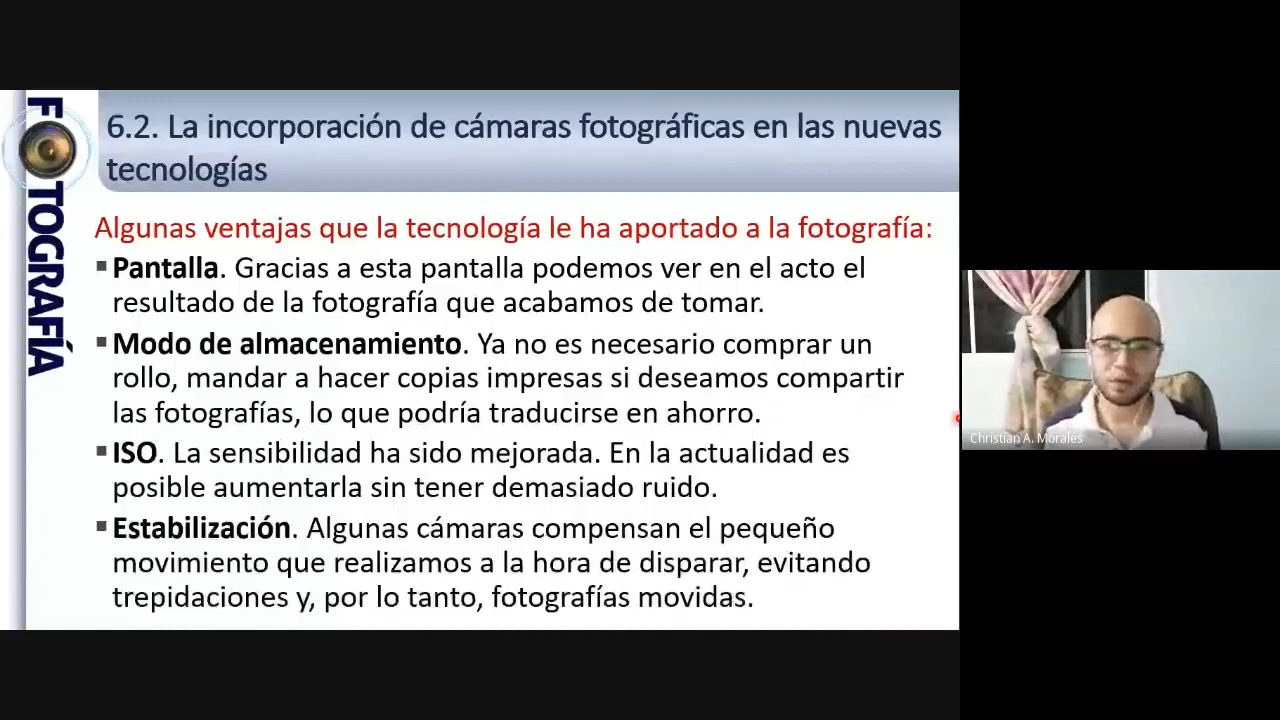 FOTOGRAFÍA
6.2. La incorporación de cámaras fotográficas en las nuevas
tecnologías
Algunas ventajas que la tecnología le ha aportado a la fotografía:
▪Pantalla. Gracias a esta pantalla podemos ver en el acto el
resultado de la fotografía que acabamos de tomar.
▪Modo de almacenamiento. Ya no es necesario comprar un
rollo, mandar a hacer copias impresas si deseamos compartir
las fotografías, lo que podría traducirse en ahorro.
▪ISO. La sensibilidad ha sido mejorada. En la actualidad es
posible aumentarla sin tener demasiado ruido.
▪Estabilización. Algunas cámaras compensan el pequeño
movimiento que realizamos a la hora de disparar, evitando
trepidaciones y, por lo tanto, fotografías movidas.
Christian A. Morales